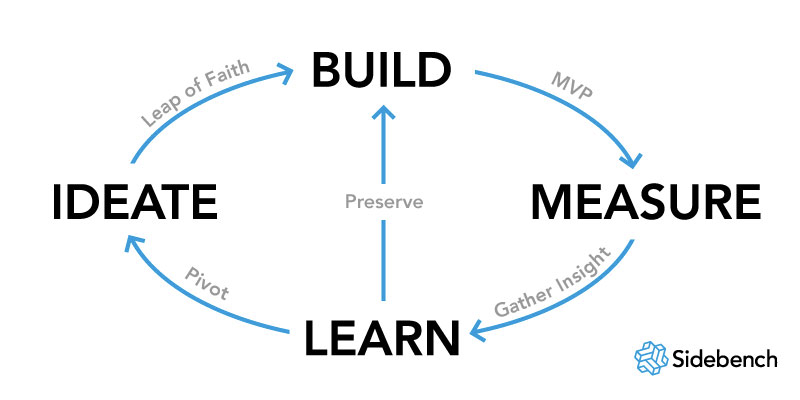 BUILD
Leap of Faith
MVP
IDEATE
Preserve
MEASURE
Pivot
Gather Insight
LEARN
Sidebench